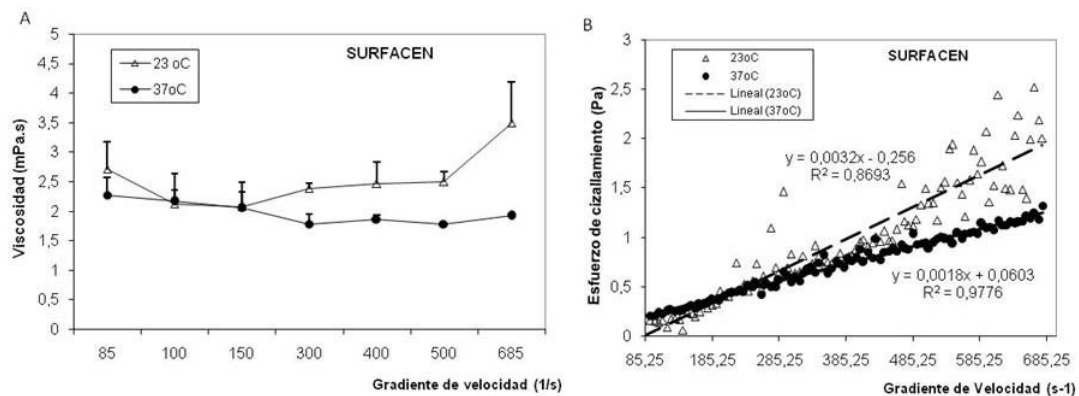 A
SURFACEN
23 oC
37oC
Viscosidad (mPa.s)
5
4,5
4
3,5
3
2,5
2
1,5
1
0,5
0
85 100 150 300 400 500 685
Gradiente de velocidad (1/s)
B
SURFACEN
23oC
37oC
Lineal (23oC)
Lineal (37oC)
Esfuerzo de cizallamiento (Pa)
3
2,5
2
1,5
1
0,5
0
y = 0,0032x - 0,256
R² = 0,8693
y = 0,0018x + 0,0603
R² = 0,9776
85,25 185,25 285,25 385,25 485,25 585,25 685,25
Gradiente de Velocidad (s-1)